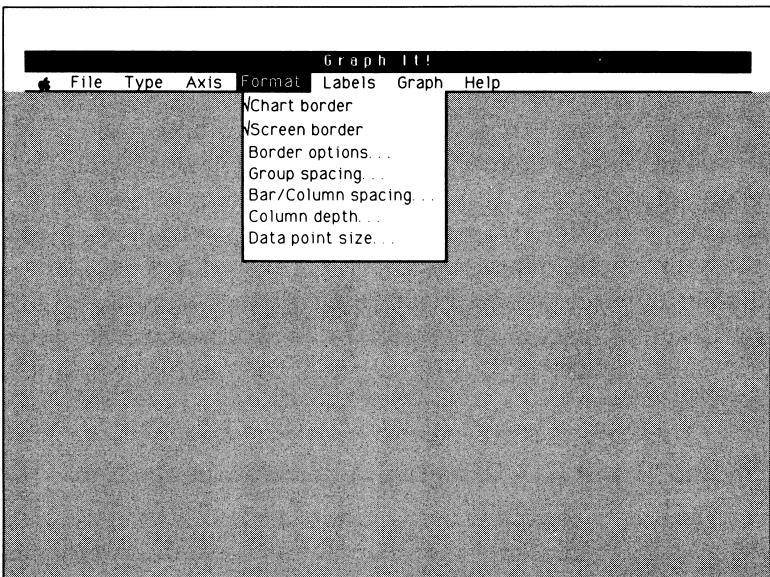 Graph It!
File Type Axis Format Labels Graph Help
√Chart border
√Screen border
Border options...
Group spacing...
Bar/Column spacing...
Column depth...
Data point size...